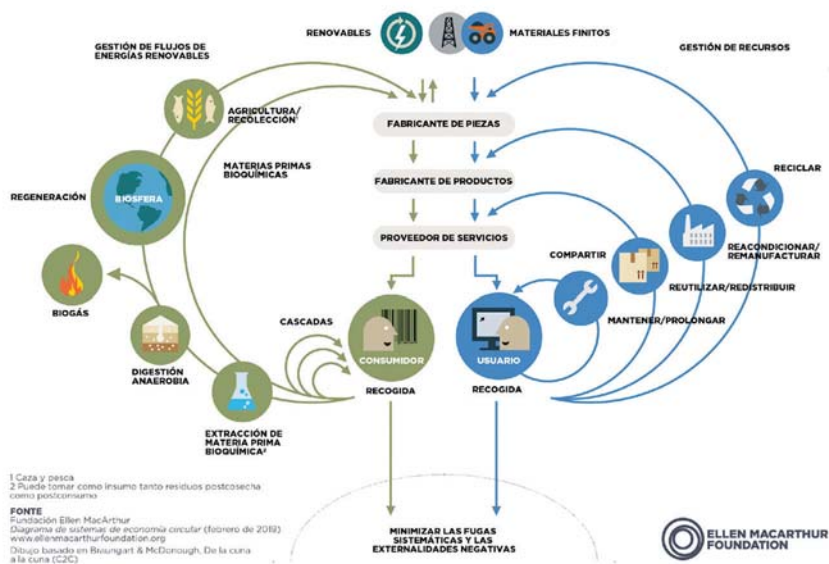 RENOVABLES
MATERIALES FINITOS
GESTIÓN DE FLUJOS DE
ENERGÍAS RENOVABLES
GESTIÓN DE RECURSOS
AGRICULTURA/
RECOLECCIÓN¹
FABRICANTE DE PIEZAS
MATERIAS PRIMAS
BIOQUÍMICAS
FABRICANTE DE PRODUCTOS
RECICLAR
REGENERACIÓN
BIÓSFERA
PROVEEDOR DE SERVICIOS
REACONDICIONAR/
REMANUFACTURAR
COMPARTIR
REUTILIZAR/REDISTRIBUIR
BIOGÁS
CASCADAS
MANTENER/PROLONGAR
CONSUMIDOR
USUARIO
DIGESTIÓN
ANAEROBIA
RECOGIDA
RECOGIDA
EXTRACCIÓN DE
MATERIA PRIMA
BIOQUÍMICA²
1 Caza y pesca
2 Puede tomar como insumo tanto residuos postcosecha
como postconsumo
FONTE
Fundación Ellen MacArthur
Diagrama de sistemas de economía circular (febrero de 2019)
www.ellenmacarthurfoundation.org
Dibujo basado en Braungart & McDonough, De la cuna
a la cuna (C2C)
MINIMIZAR LAS FUGAS
SISTEMÁTICAS Y LAS
EXTERNALIDADES NEGATIVAS
ELLEN MACARTHUR
FOUNDATION